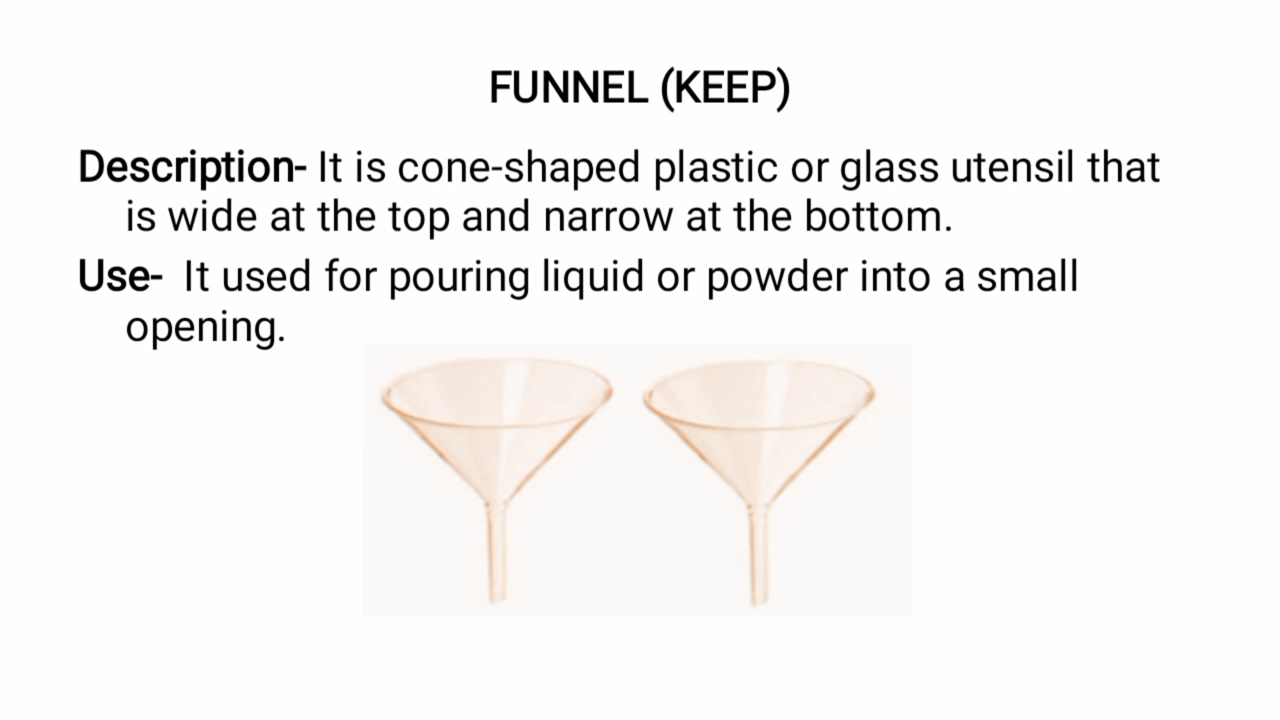 FUNNEL (KEEP)
Description- It is cone-shaped plastic or glass utensil that
is wide at the top and narrow at the bottom.
Use- It used for pouring liquid or powder into a small
opening.